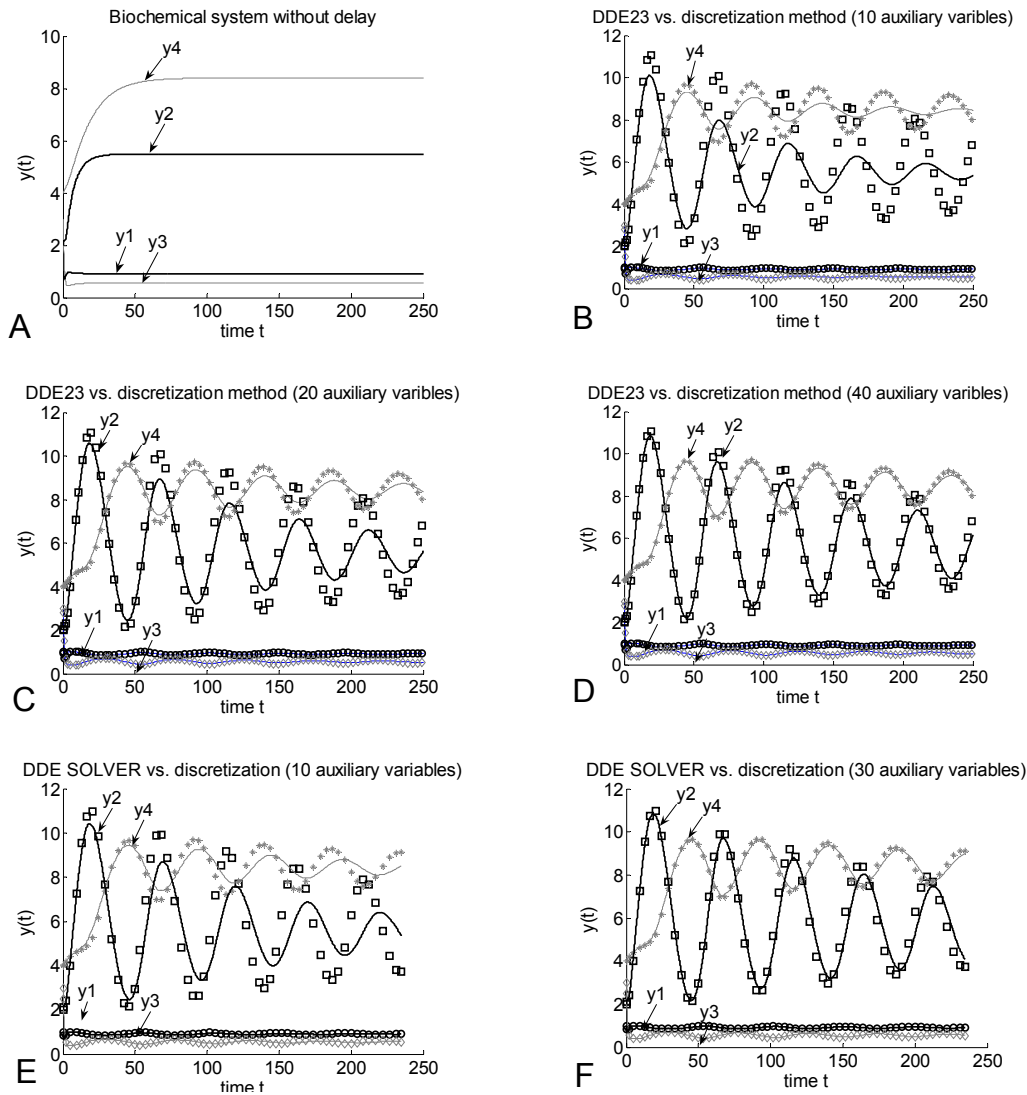 Biochemical system without delay
10
8
6
4
2
0
y(t)
y4
y2
y1
y3
0 50 100 150 200 250
time t
A
DDE23 vs. discretization method (10 auxiliary varibles)
12
10
8
6
4
2
0
y(t)
y4
y2
y1
y3
0 50 100 150 200 250
time t
B
DDE23 vs. discretization method (20 auxiliary varibles)
12
10
8
6
4
2
0
y(t)
y2
y4
y1
y3
0 50 100 150 200 250
time t
C
DDE23 vs. discretization method (40 auxiliary varibles)
12
10
8
6
4
2
0
y(t)
y4
y2
y1
y3
0 50 100 150 200 250
time t
D
DDE SOLVER vs. discretization (10 auxiliary variables)
12
10
8
6
4
2
0
y(t)
y2
y4
y1
y3
0 50 100 150 200 250
time t
E
DDE SOLVER vs. discretization (30 auxiliary variables)
12
10
8
6
4
2
0
y(t)
y2
y4
y1
y3
0 50 100 150 200 250
time t
F